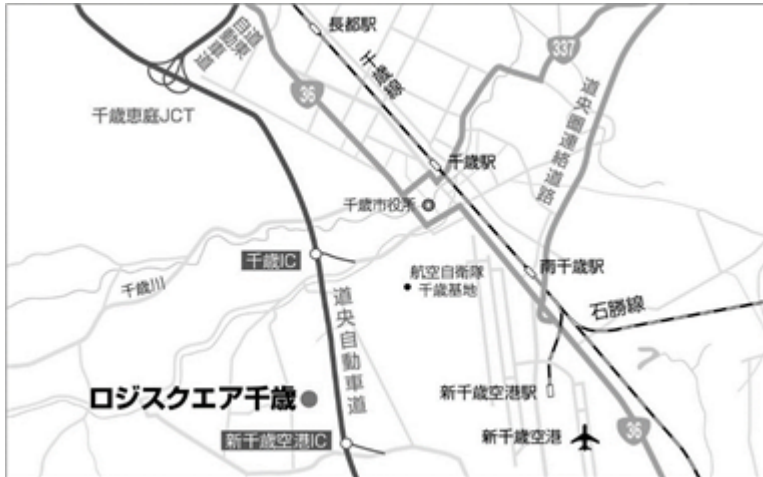 長都駅
道東
自動車道
千歳線
337
36
道央圏連絡道路
千歳恵庭JCT
千歳駅
千歳市役所
千歳IC
航空自衛隊
千歳基地
南千歳駅
千歳川
道央自動車道
石勝線
ロジスクエア千歳
新千歳空港駅
新千歳空港IC
新千歳空港
36